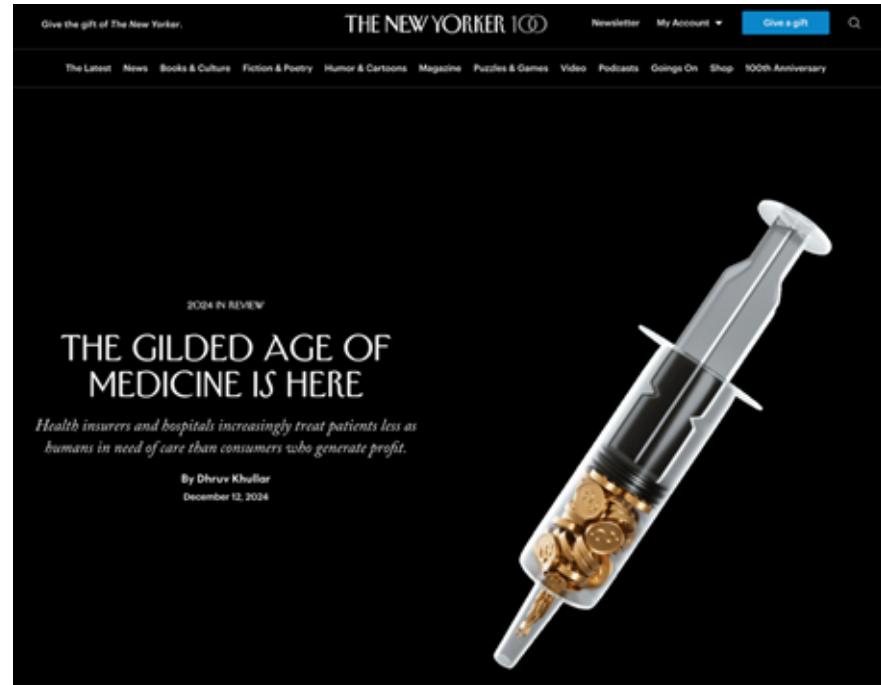 Give the gift of The New Yorker.
THE NEW YORKER 100
Newsletter My Account Give a gift
The Latest News Books & Culture Fiction & Poetry Humor & Cartoons Magazine Puzzles & Games Video Podcasts Goings On Shop 100th Anniversary
2024 IN REVIEW
THE GILDED AGE OF
MEDICINE IS HERE
Health insurers and hospitals increasingly treat patients less as
humans in need of care than consumers who generate profit.
By Dhruv Khullar
December 12, 2024